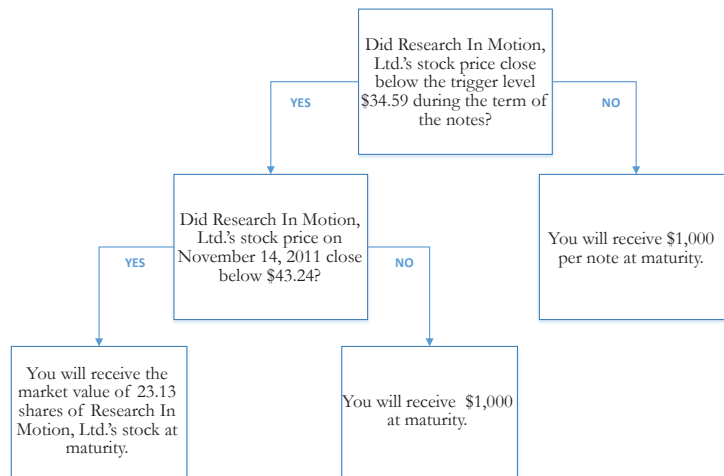 Did Research In Motion,
Ltd.'s stock price close
below the trigger level
$34.59 during the term of
the notes?
YES
NO
Did Research In Motion,
Ltd.'s stock price on
November 14, 2011 close
below $43.24?
You will receive $1,000
per note at maturity.
YES
NO
You will receive the
market value of 23.13
shares of Research In
Motion, Ltd.'s stock at
maturity.
You will receive $1,000
at maturity.